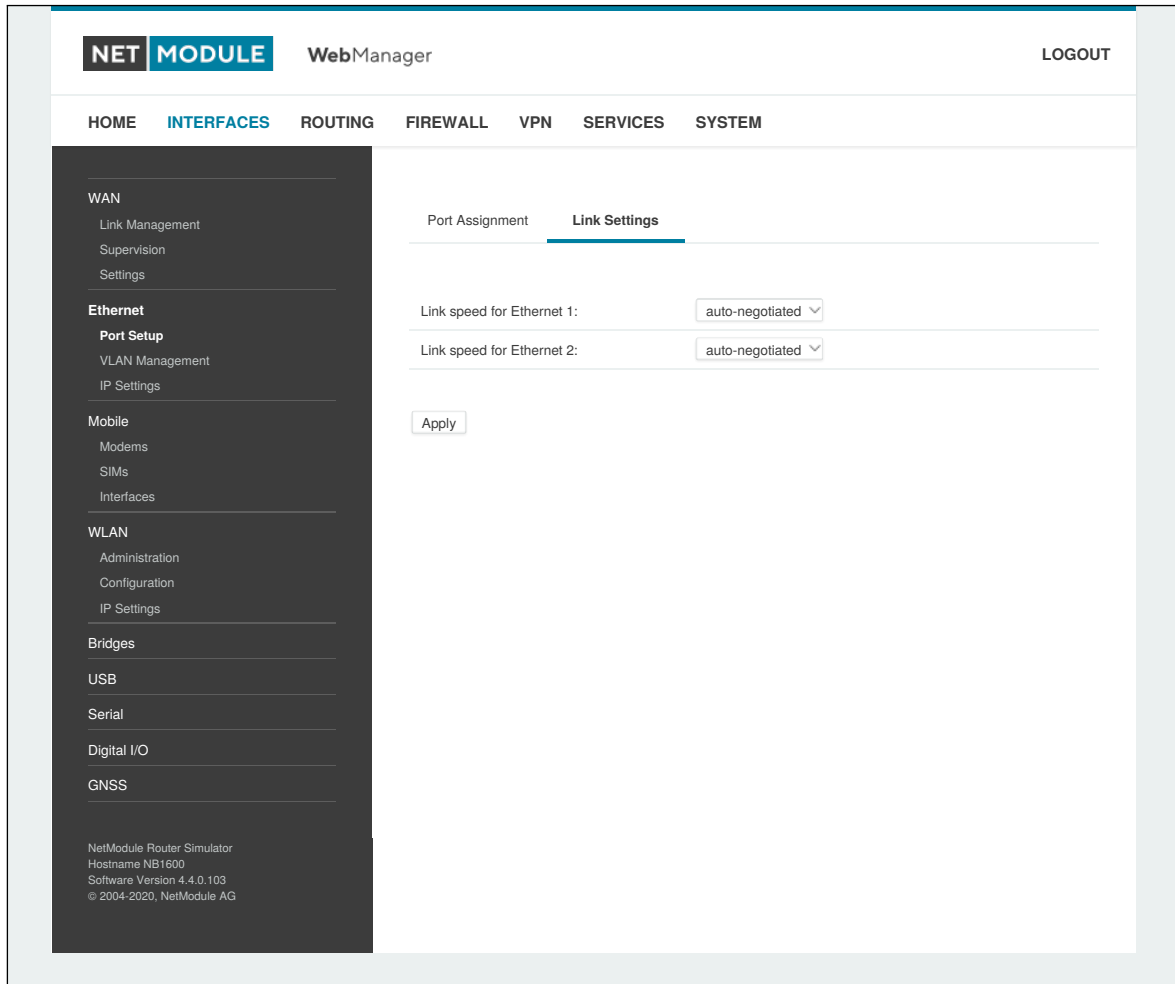 NET MODULE WebManager LOGOUT
HOME INTERFACES ROUTING FIREWALL VPN SERVICES SYSTEM
WAN
Link Management
Supervision
Settings
Ethernet
Port Setup
VLAN Management
IP Settings
Mobile
Modems
SIMs
Interfaces
WLAN
Administration
Configuration
IP Settings
Bridges
USB
Serial
Digital I/O
GNSS
NetModule Router Simulator
Hostname NB1600
Software Version 4.4.0.103
© 2004-2020, NetModule AG
Port Assignment Link Settings
Link speed for Ethernet 1: auto-negotiated
Link speed for Ethernet 2: auto-negotiated
Apply